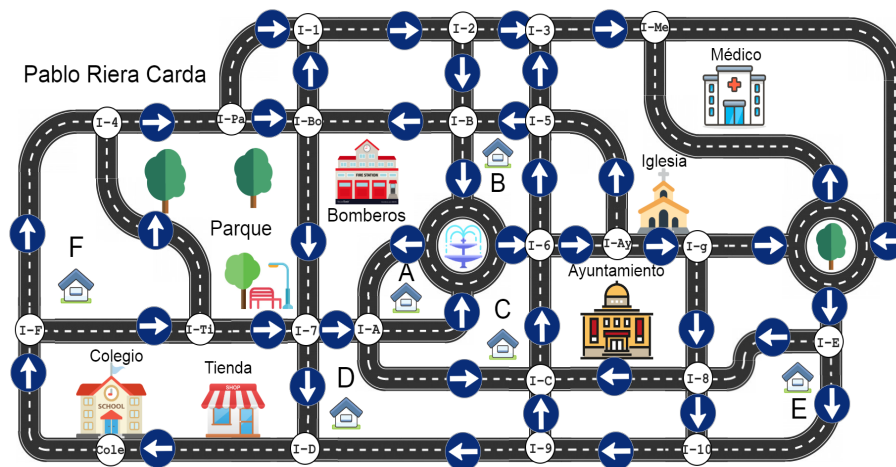 I-1
I-2
I-3
I-Me
Médico
Pablo Riera Carda
I-4
I-Pa
I-Bo
I-B
I-5
FIRE STATION
B
Iglesia
Bomberos
Parque
F
A
I-6
I-Ay
I-g
Ayuntamiento
C
I-F
I-Ti
I-7
I-A
I-E
Colegio
Tienda
SCHOOL
SHOP
D
I-C
I-8
E
Cole
I-D
I-9
I-10